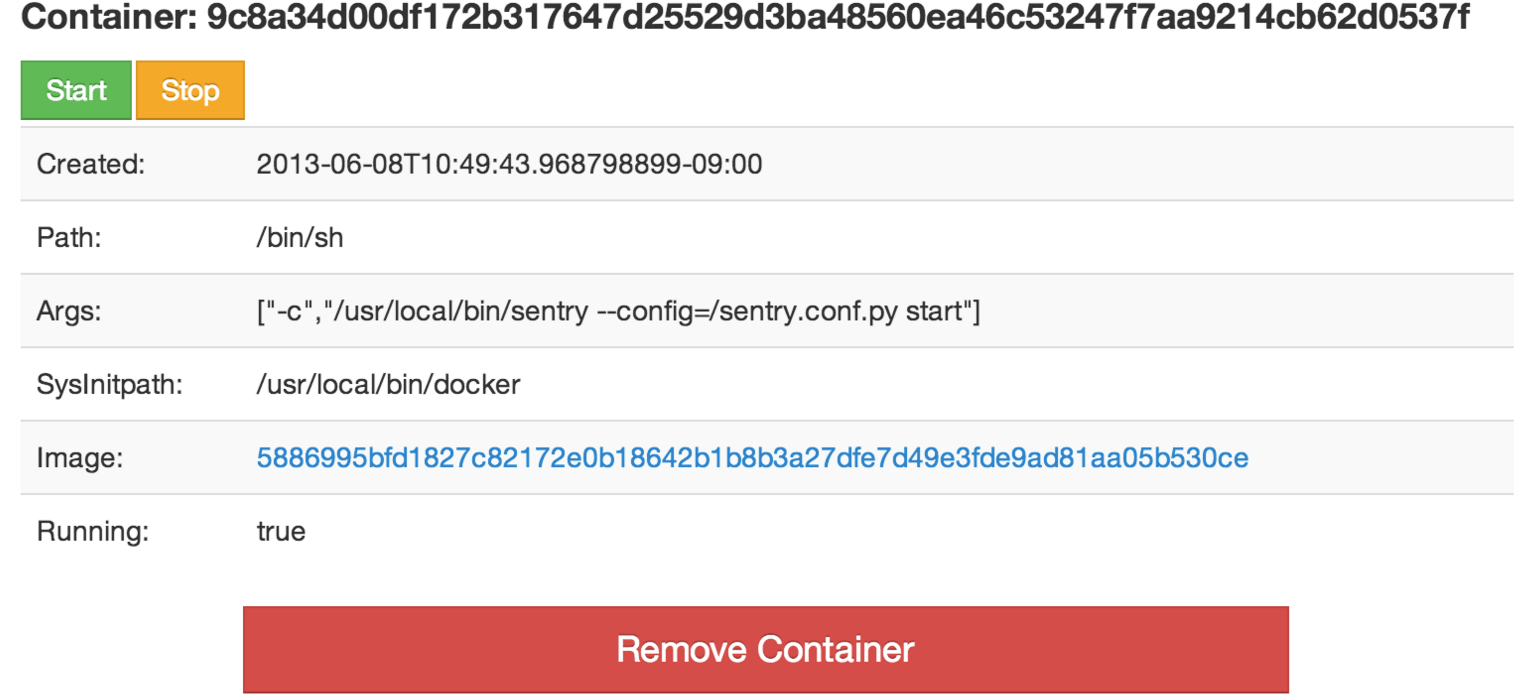 Container: 9c8a34d00df172b317647d25529d3ba48560ea46c53247f7aa9214cb62d0537f
Start Stop
Created: 2013-06-08T10:49:43.968798899-09:00
Path: /bin/sh
Args: ["-c","/usr/local/bin/sentry --config=/sentry.conf.py start"]
SysInitpath: /usr/local/bin/docker
Image: 5886995bfd1827c82172e0b18642b1b8b3a27dfe7d49e3fde9ad81aa05b530ce
Running: true
Remove Container